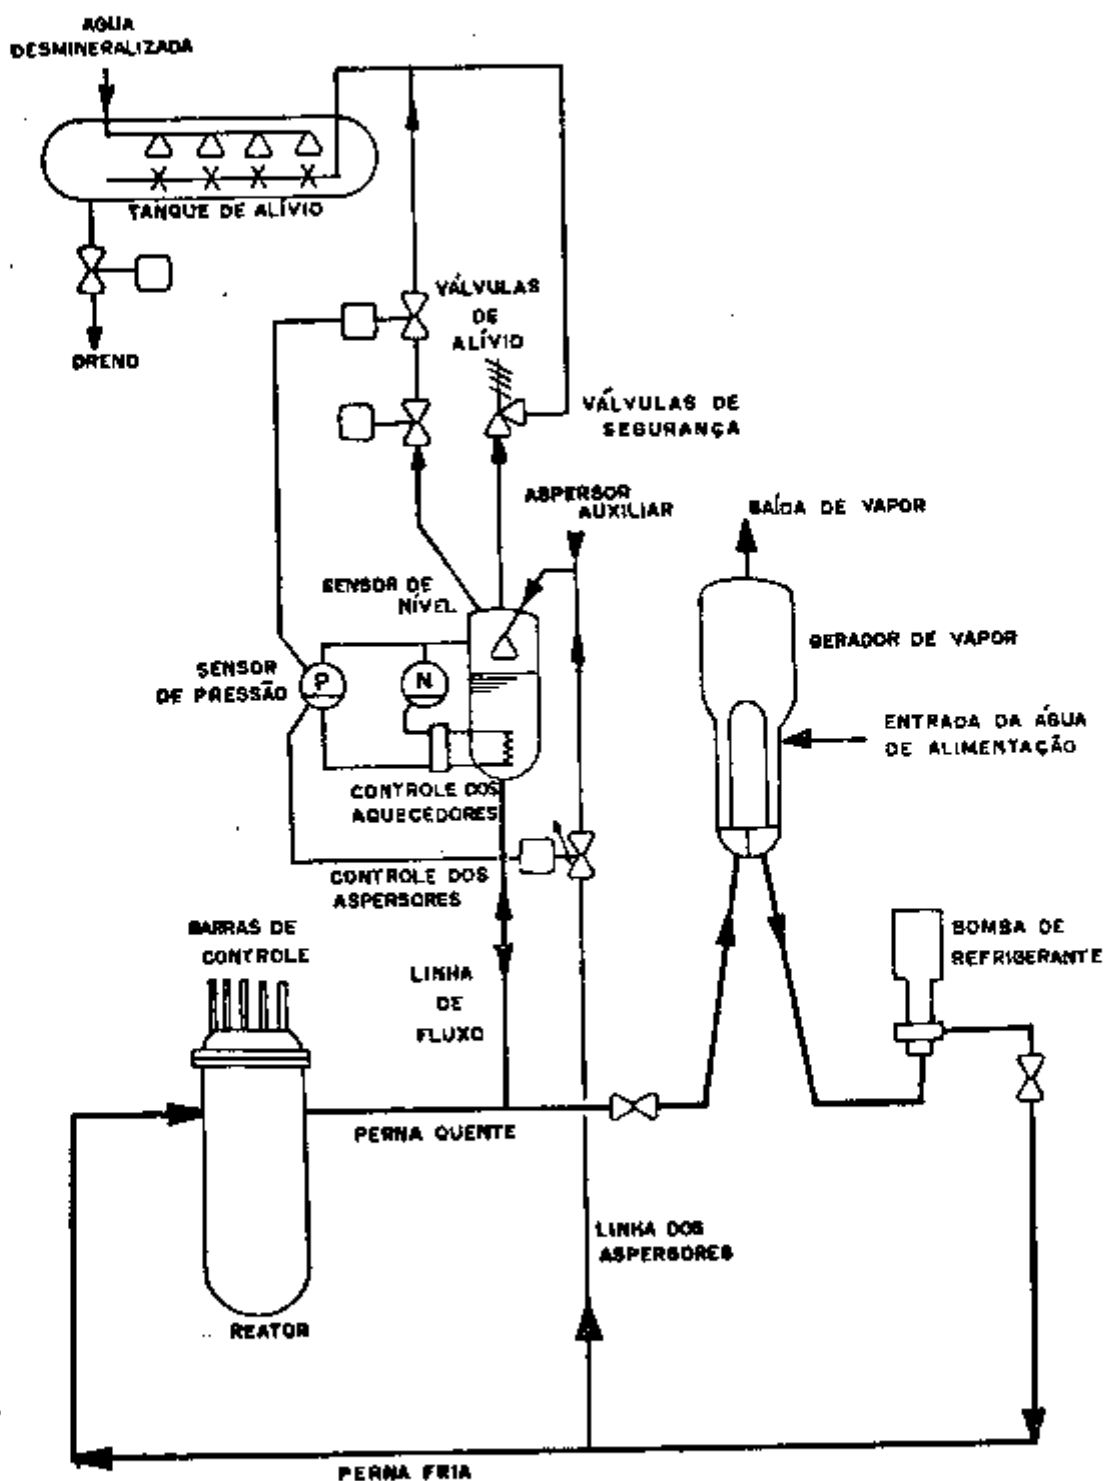 ÁGUA
DESMINERALIZADA
TANQUE DE ALÍVIO
DRENO
VÁLVULAS
DE
ALÍVIO
VÁLVULAS DE
SEGURANÇA
ASPERSOR
AUXILIAR
SAÍDA DE VAPOR
SENSOR DE
NÍVEL
GERADOR DE VAPOR
SENSOR
DE PRESSÃO
P
N
ENTRADA DA ÁGUA
DE ALIMENTAÇÃO
CONTROLE DOS
AQUECEDORES
CONTROLE DOS
ASPERSORES
BARRAS DE
CONTROLE
LINHA
DE
FLUXO
BOMBA DE
REFRIGERANTE
PERNA QUENTE
LINHA DOS
ASPERSORES
REATOR
PERNA FRIA